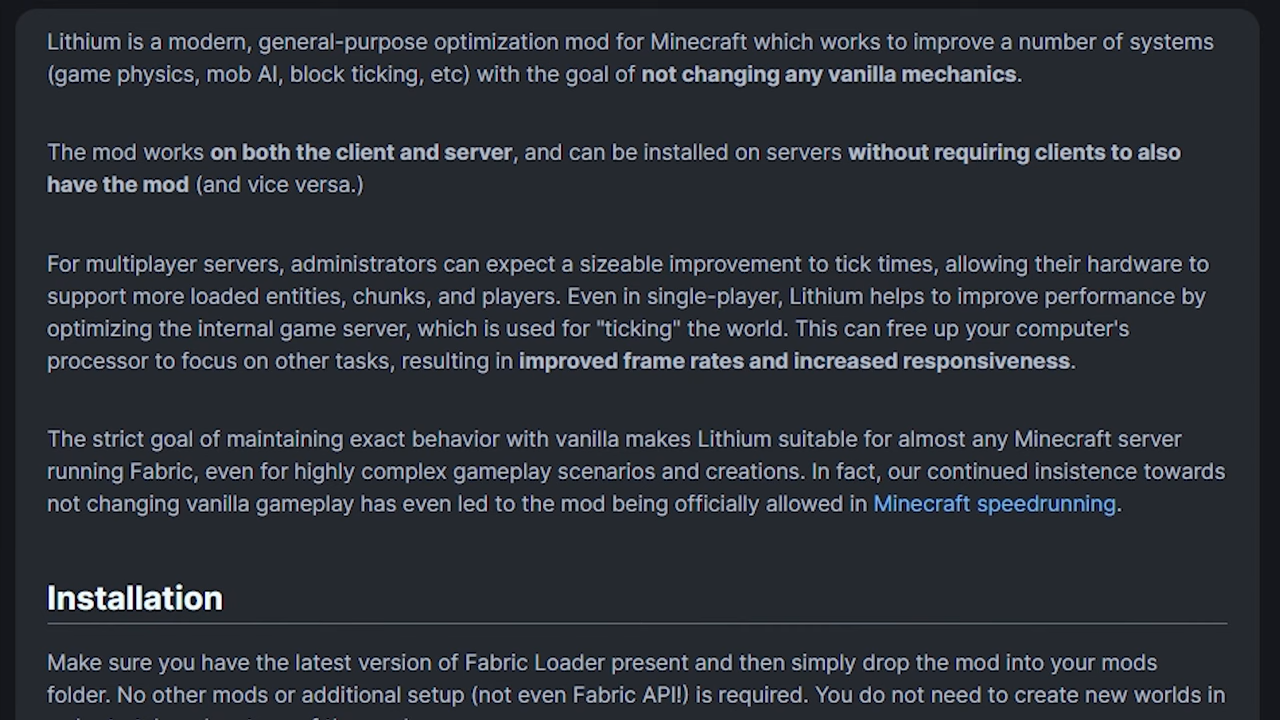 Lithium is a modern, general-purpose optimization mod for Minecraft which works to improve a number of systems
(game physics, mob AI, block ticking, etc) with the goal of not changing any vanilla mechanics.
The mod works on both the client and server, and can be installed on servers without requiring clients to also
have the mod (and vice versa.)
For multiplayer servers, administrators can expect a sizeable improvement to tick times, allowing their hardware to
support more loaded entities, chunks, and players. Even in single-player, Lithium helps to improve performance by
optimizing the internal game server, which is used for "ticking" the world. This can free up your computer's
processor to focus on other tasks, resulting in improved frame rates and increased responsiveness.
The strict goal of maintaining exact behavior with vanilla makes Lithium suitable for almost any Minecraft server
running Fabric, even for highly complex gameplay scenarios and creations. In fact, our continued insistence towards
not changing vanilla gameplay has even led to the mod being officially allowed in Minecraft speedrunning.
Installation
Make sure you have the latest version of Fabric Loader present and then simply drop the mod into your mods
folder. No other mods or additional setup (not even Fabric API!) is required. You do not need to create new worlds in